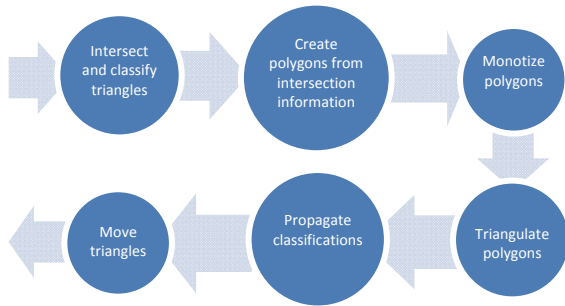 Intersect
and classify
triangles
Create
polygons from
intersection
information
Monotize
polygons
Triangulate
polygons
Propagate
classifications
Move
triangles